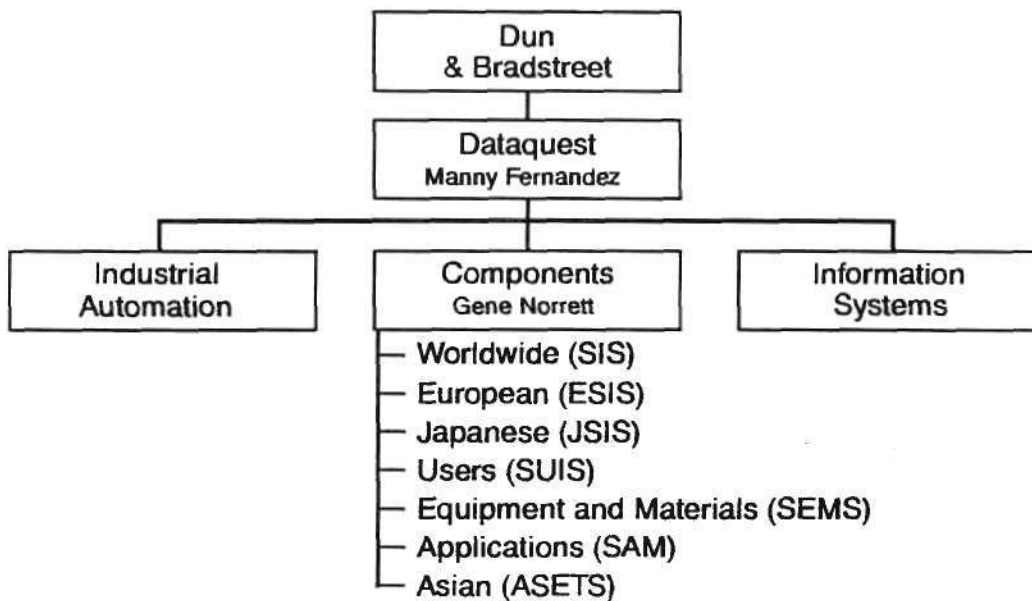 Dun
& Bradstreet
Dataquest
Manny Fernandez
Industrial
Automation
Components
Gene Norrett
Information
Systems
Worldwide (SIS)
European (ESIS)
Japanese (JSIS)
Users (SUIS)
Equipment and Materials (SEMS)
Applications (SAM)
Asian (ASETS)